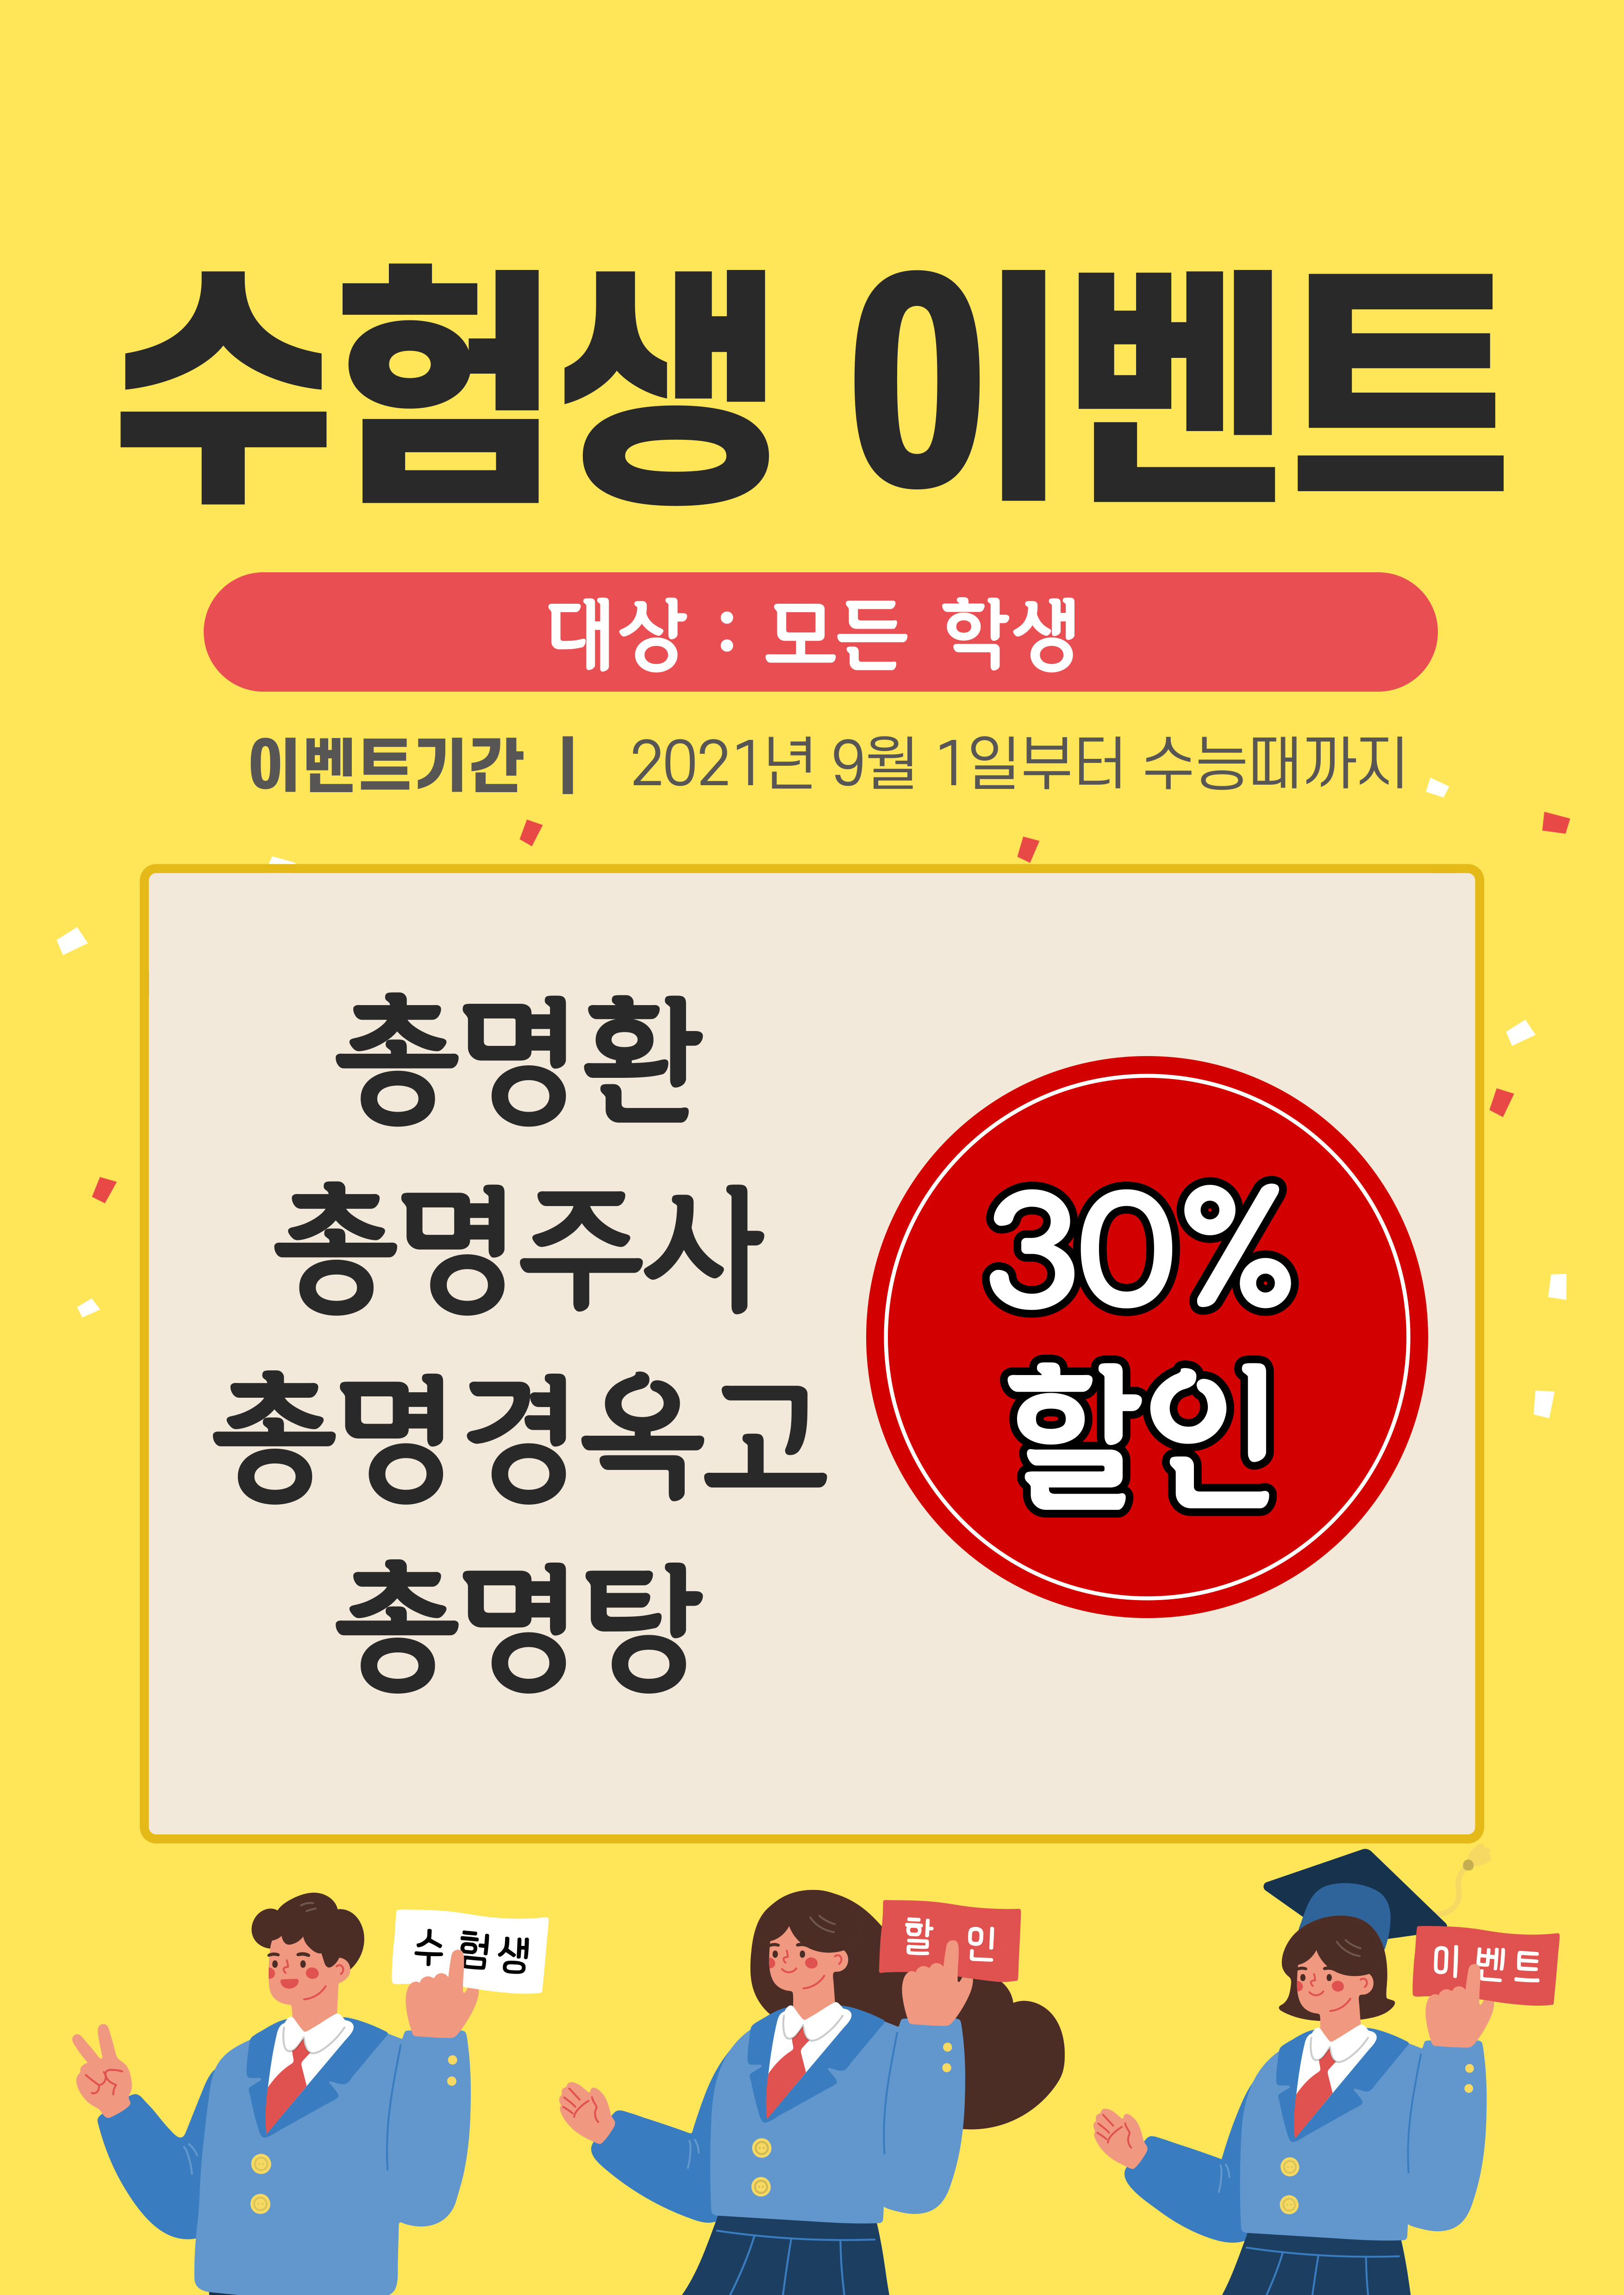 수험생 이벤트
대상 : 모든 학생
이벤트기간 | 2021년 9월 1일부터 수능때까지
총명환
총명주사
총명경옥고
총명탕
30%
할인
수험생
할 인
이벤트